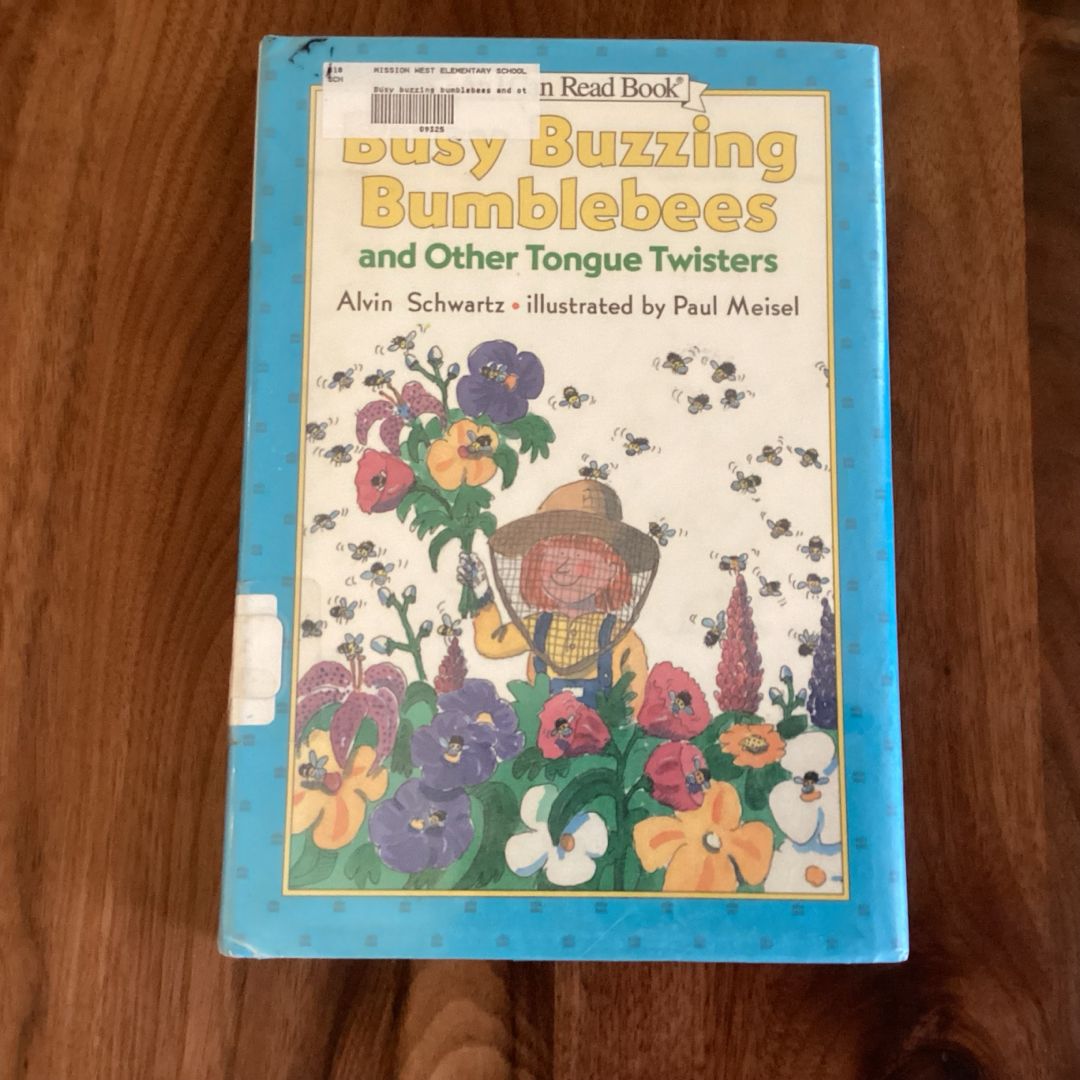 MISSION WEST ELEMENTARY SCHOOL
SCH
Busy buzzing bumblebees and ot
09325
n Read Book®
Busy Buzzing
Bumblebees
and Other Tongue Twisters
Alvin Schwartz • illustrated by Paul Meisel